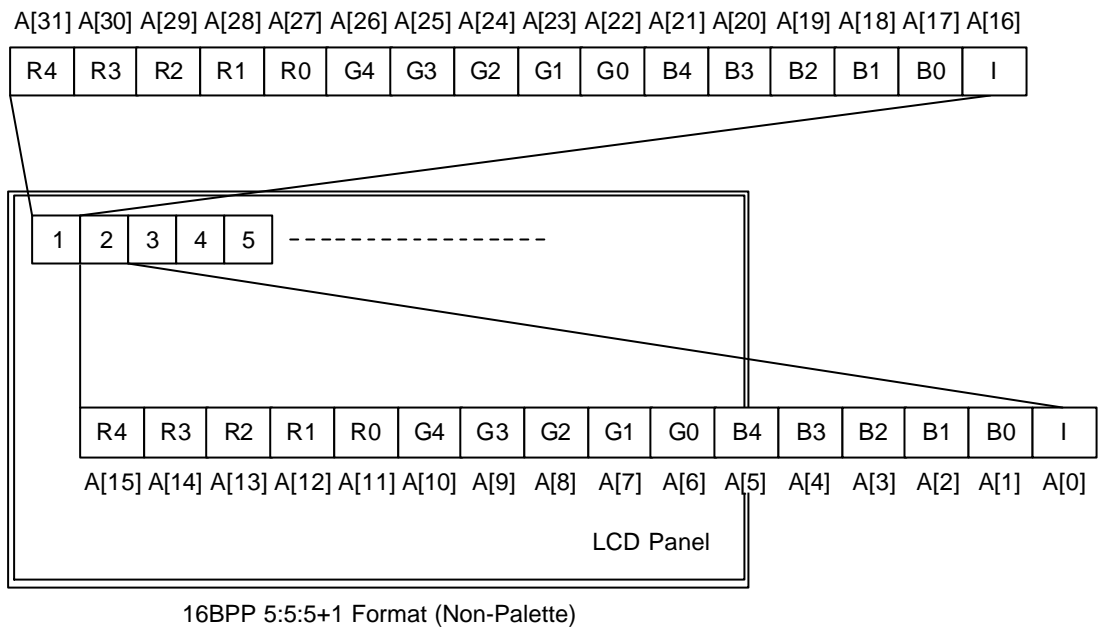 A[31] A[30] A[29] A[28] A[27] A[26] A[25] A[24] A[23] A[22] A[21] A[20] A[19] A[18] A[17] A[16]
R4 R3 R2 R1 R0 G4 G3 G2 G1 G0 B4 B3 B2 B1 B0 I
1 2 3 4 5
R4 R3 R2 R1 R0 G4 G3 G2 G1 G0 B4 B3 B2 B1 B0 I
A[15] A[14] A[13] A[12] A[11] A[10] A[9] A[8] A[7] A[6] A[5] A[4] A[3] A[2] A[1] A[0]
LCD Panel
16BPP 5:5:5+1 Format (Non-Palette)